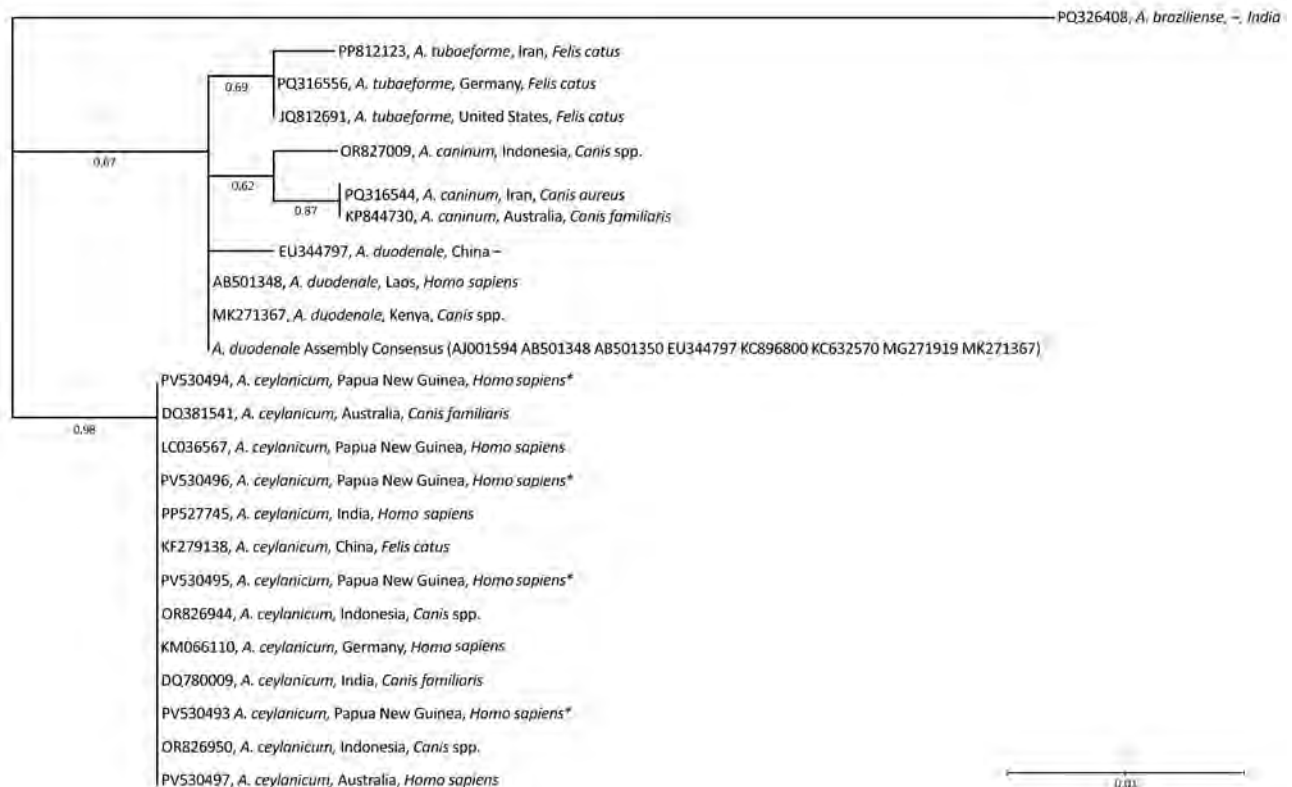 PQ326408, A. braziliense, –, India
PP812123, A. tubaeforme, Iran, Felis catus
0.69
PQ316556, A. tubaeforme, Germany, Felis catus
JQ812691, A. tubaeforme, United States, Felis catus
OR827009, A. caninum, Indonesia, Canis spp.
0.67
0.62
PQ316544, A. caninum, Iran, Canis aureus
0.87
KP844730, A. caninum, Australia, Canis familiaris
EU344797, A. duodenale, China –
AB501348, A. duodenale, Laos, Homo sapiens
MK271367, A. duodenale, Kenya, Canis spp.
A. duodenale Assembly Consensus (AJ001594 AB501348 AB501350 EU344797 KC896800 KC632570 MG271919 MK271367)
PV530494, A. ceylanicum, Papua New Guinea, Homo sapiens*
DQ381541, A. ceylanicum, Australia, Canis familiaris
0.98
LC036567, A. ceylanicum, Papua New Guinea, Homo sapiens
PV530496, A. ceylanicum, Papua New Guinea, Homo sapiens*
PP527745, A. ceylanicum, India, Homo sapiens
KF279138, A. ceylanicum, China, Felis catus
PV530495, A. ceylanicum, Papua New Guinea, Homo sapiens*
OR826944, A. ceylanicum, Indonesia, Canis spp.
KM066110, A. ceylanicum, Germany, Homo sapiens
DQ780009, A. ceylanicum, India, Canis familiaris
PV530493 A. ceylanicum, Papua New Guinea, Homo sapiens*
OR826950, A. ceylanicum, Indonesia, Canis spp.
PV530497, A. ceylanicum, Australia, Homo sapiens
0.01